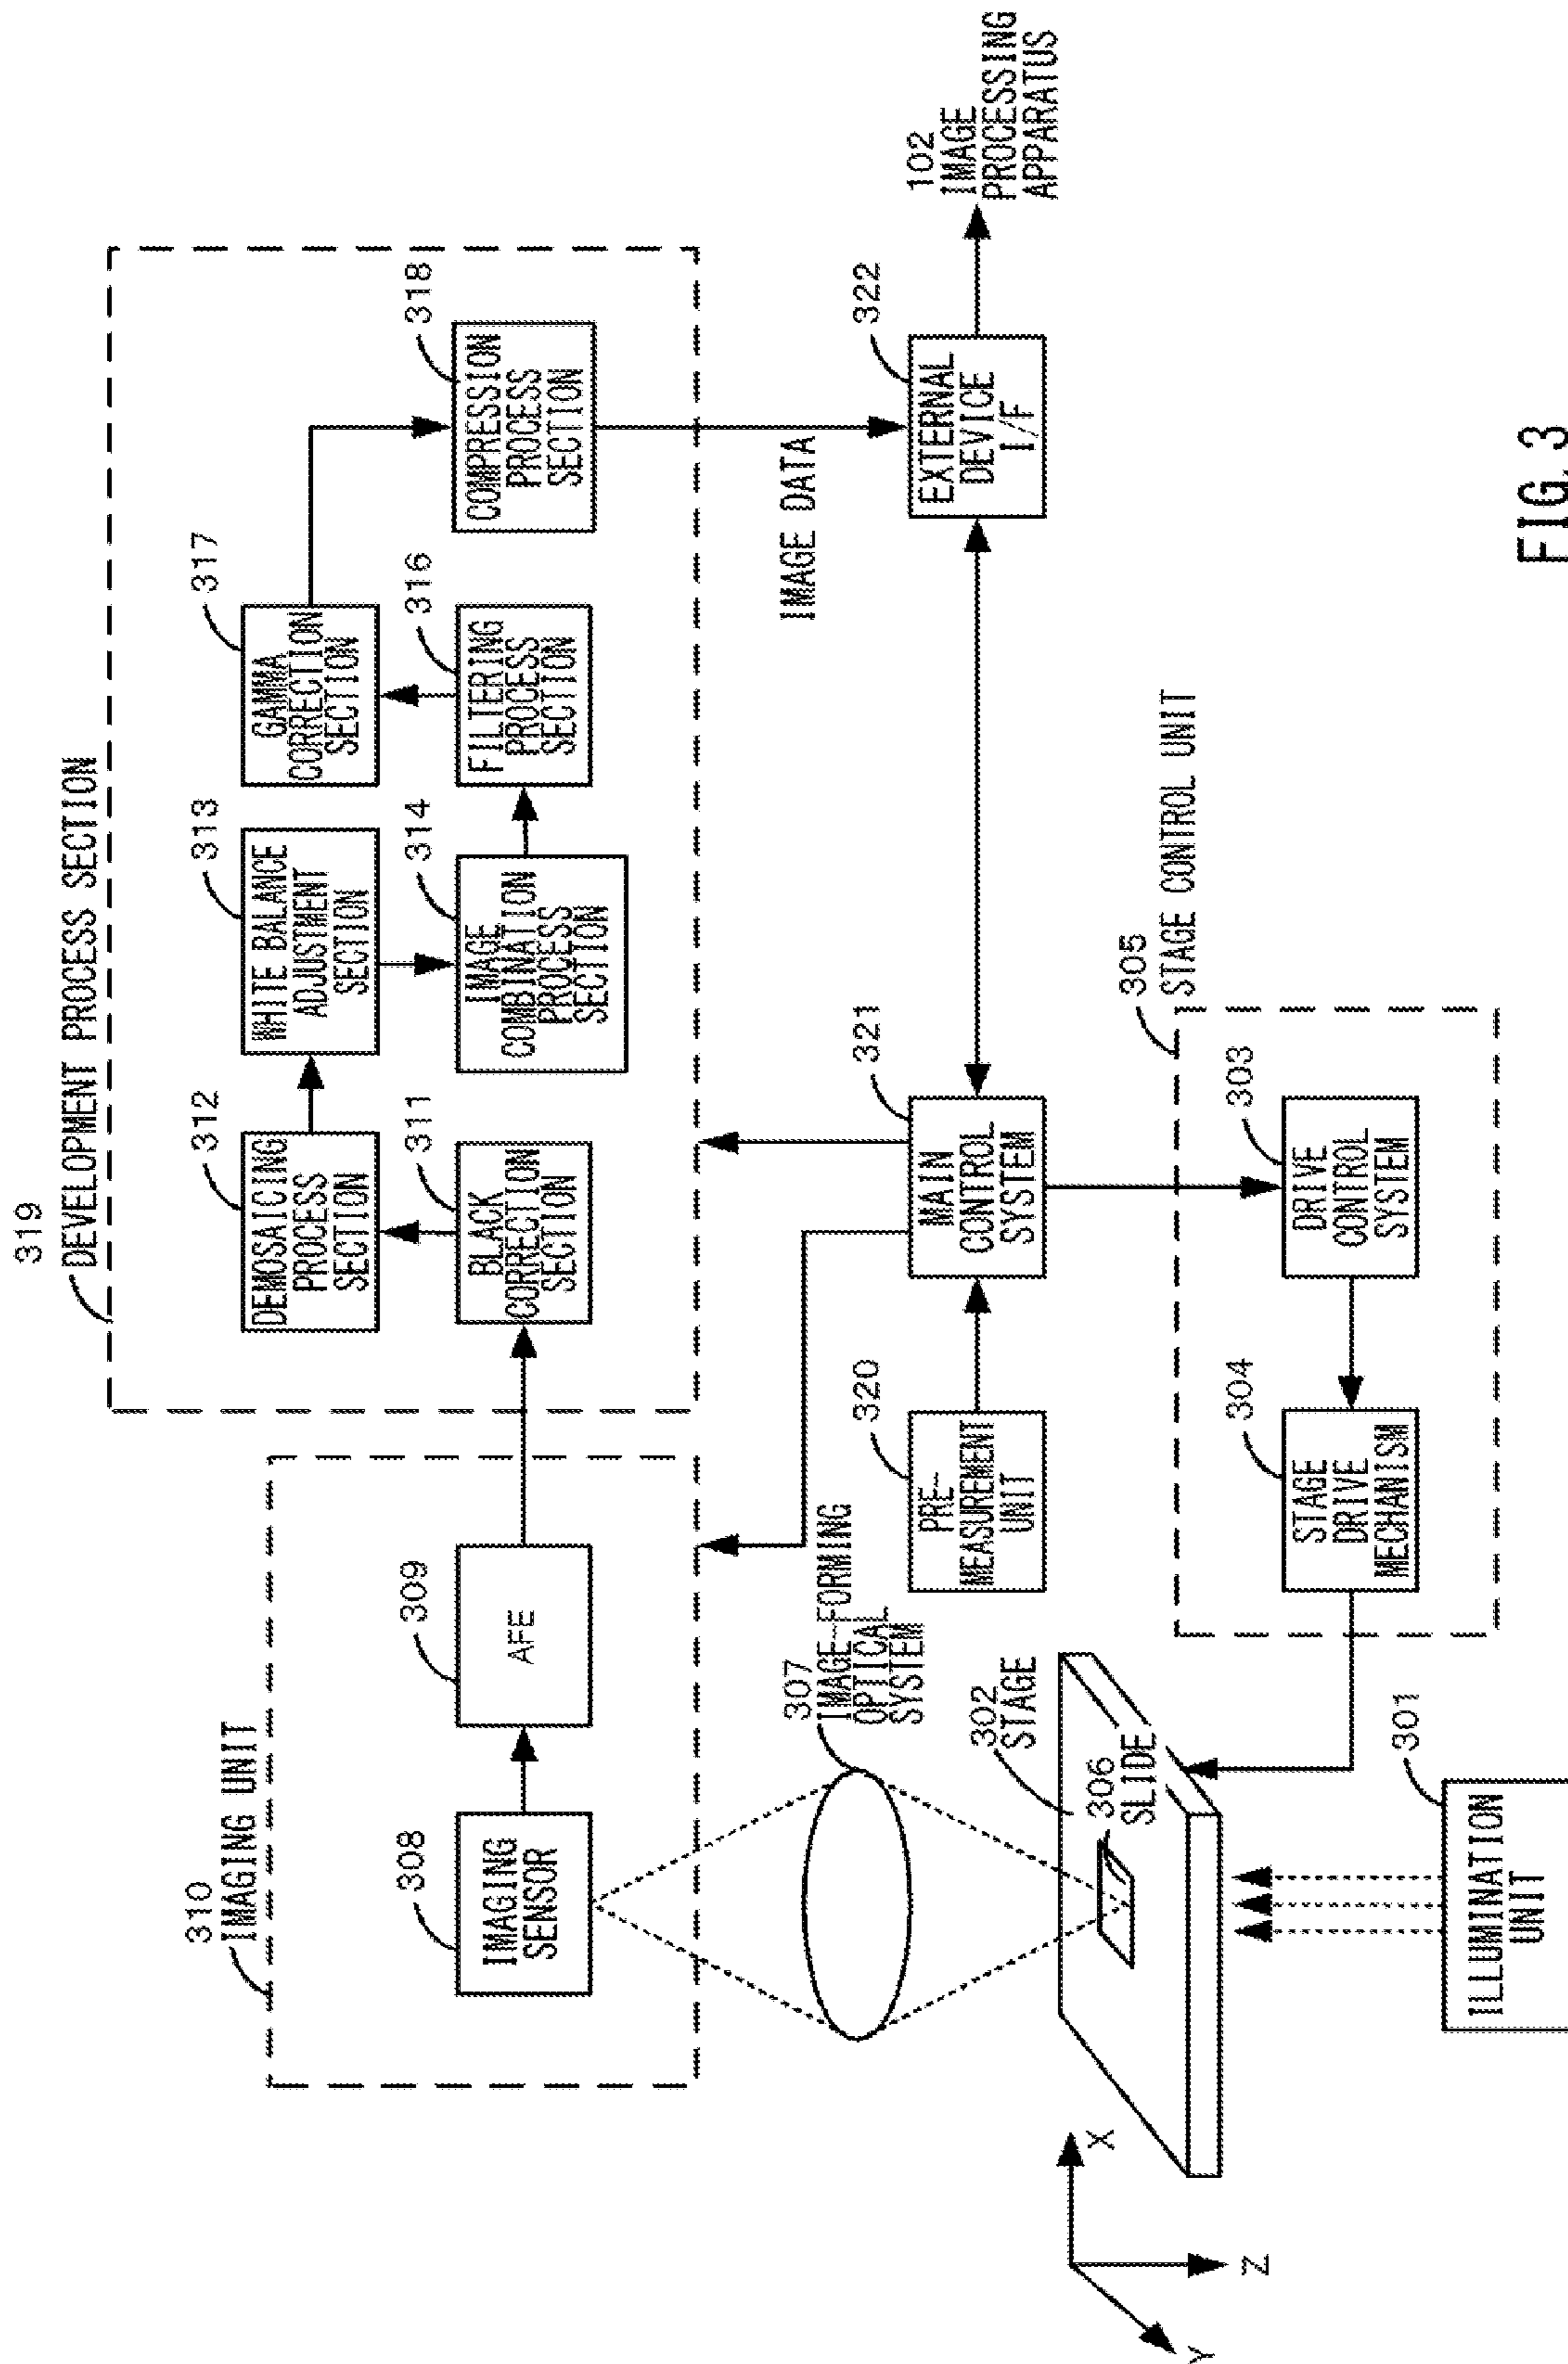 319
DEVELOPMENT PROCESS SECTION
310
IMAGING UNIT
312
DEMOSAICING
PROCESS
SECTION
313
WHITE BALANCE
ADJUSTMENT
SECTION
317
GAMMA
CORRECTION
SECTION
308
IMAGING
SENSOR
309
AFE
311
BLACK
CORRECTION
SECTION
314
IMAGE
COMBINATION
PROCESS
SECTION
316
FILTERING
PROCESS
SECTION
318
COMPRESSION
PROCESS
SECTION
IMAGE DATA
307
IMAGE-FORMING
OPTICAL
SYSTEM
320
PRE-
MEASUREMENT
UNIT
321
MAIN
CONTROL
SYSTEM
322
EXTERNAL
DEVICE
I/F
102
IMAGE
PROCESSING
APPARATUS
302
STAGE
306
SLIDE
305
STAGE CONTROL UNIT
304
STAGE
DRIVE
MECHANISM
303
DRIVE
CONTROL
SYSTEM
X
Y
Z
301
ILLUMINATION
UNIT
FIG. 3